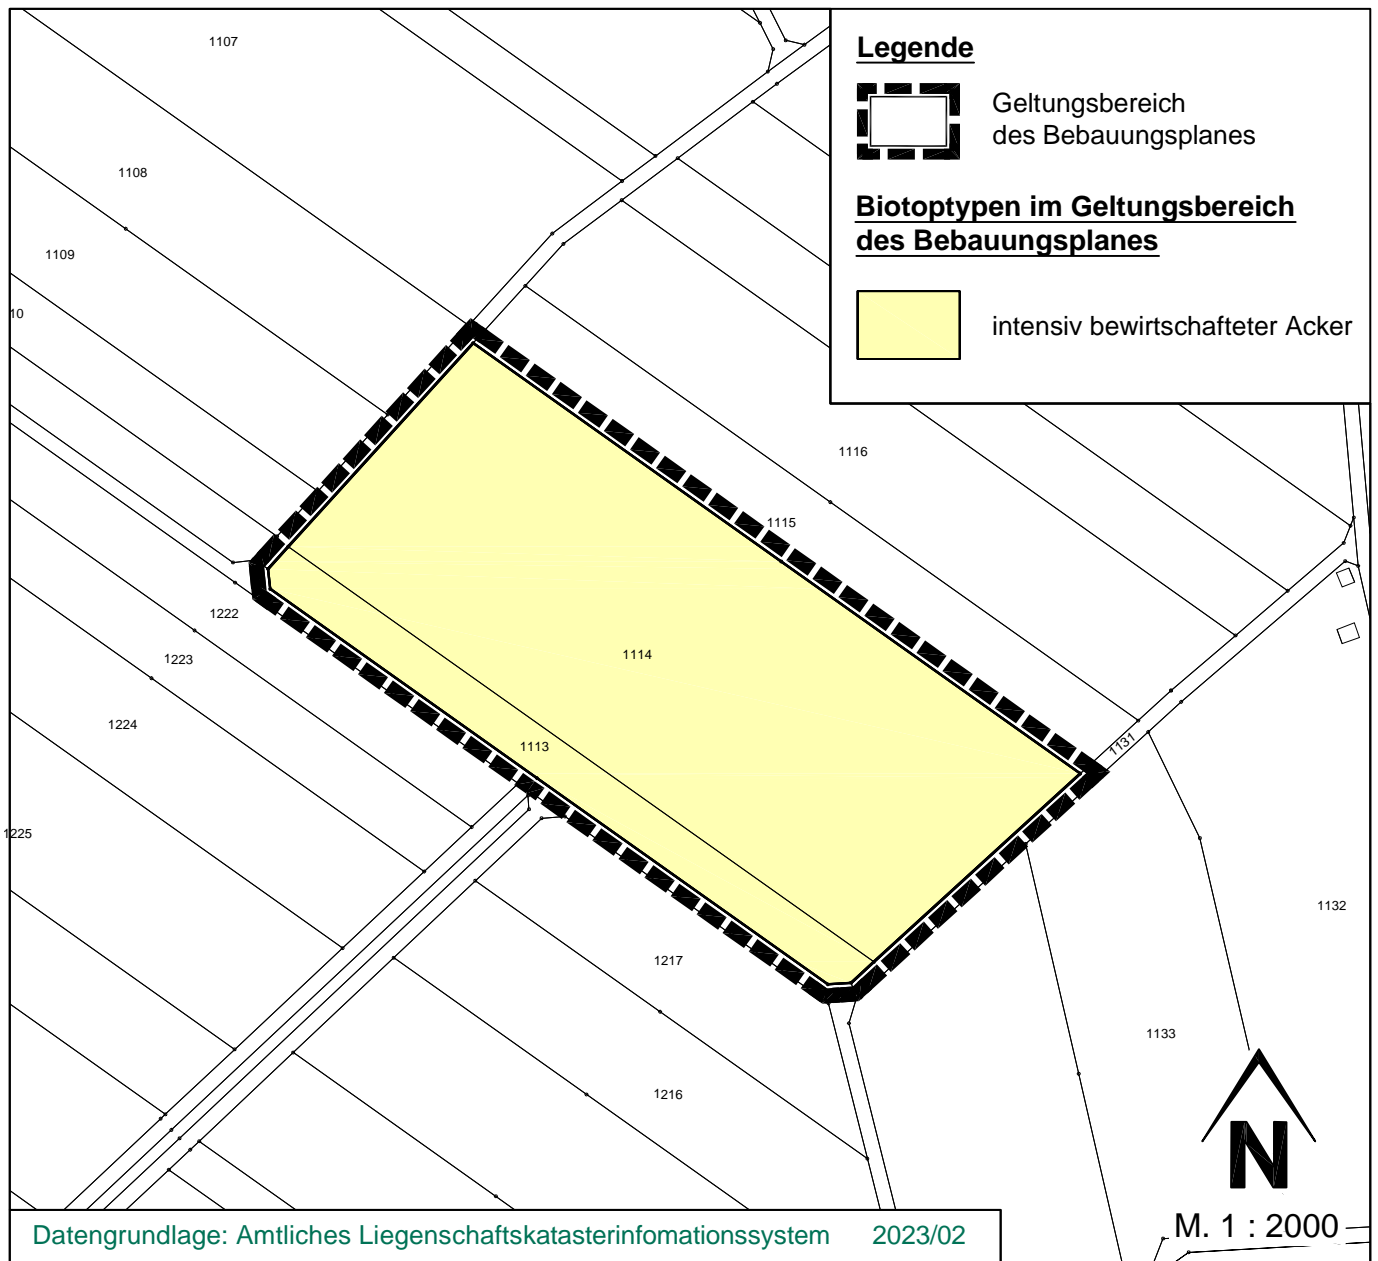 Legende
Geltungsbereich
des Bebauungsplanes
Biotoptypen im Geltungsbereich
des Bebauungsplanes
intensiv bewirtschafteter Acker
1107
1108
1109
10
1116
1115
1114
1113
1131
1222
1223
1224
1225
1217
1216
1132
1133
N
M. 1 : 2000
Datengrundlage: Amtliches Liegenschaftskatasterinfomationssystem 2023/02